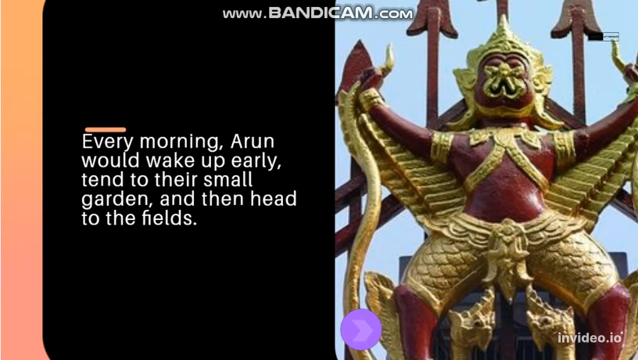 www.BANDICAM.com
Every morning, Arun
would wake up early,
tend to their small
garden, and then head
to the fields.
invideo.io